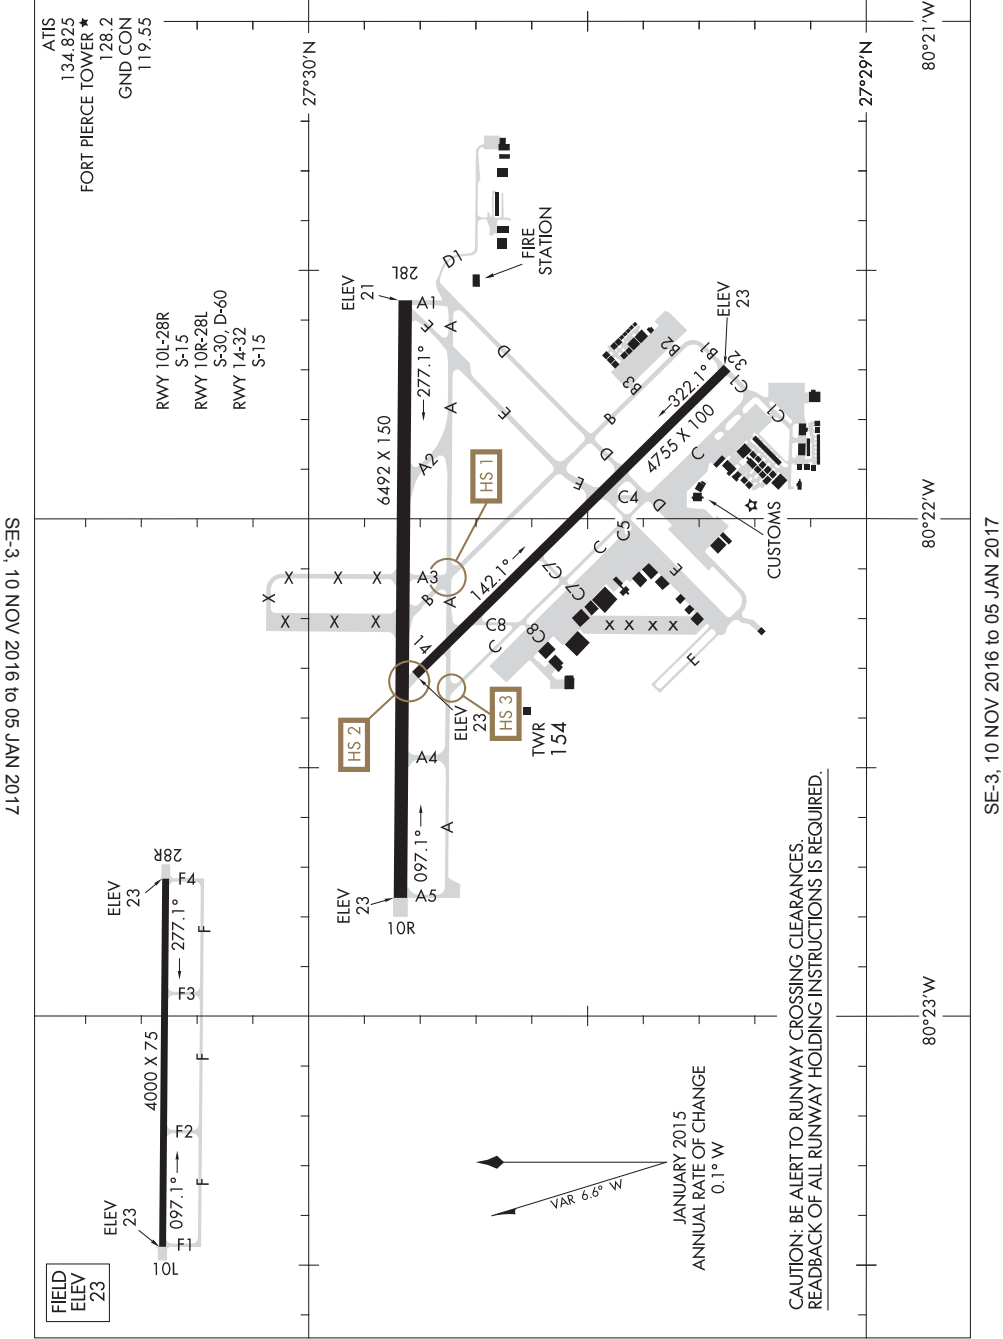 SE-3, 10 NOV 2016 to 05 JAN 2017
FIELD
ELEV
23
ATIS
134.825
FORT PIERCE TOWER ★
128.2
GND CON
119.55
RWY 10L-28R
S-15
RWY 10R-28L
S-30, D-60
RWY 14-32
S-15
10L
ELEV
23
F1
097.1°
F
F2
4000 X 75
F
F3
277.1°
F
F4
ELEV
23
28R
27°30'N
X
X
X
X
X
X
X
10R
ELEV
23
A5
097.1°
A
A4
HS 2
ELEV
23
HS 3
14
B
A3
A
HS 1
6492 X 150
A2
A
277.1°
A
E
A1
ELEV
21
28L
D1
FIRE
STATION
D
E
B
D
E
B3
B2
B1
32
ELEV
23
322.1°
4755 X 100
142.1°
C1
C1
C
C4
D
C5
C
C7
C7
C8
C8
C
E
E
X
X
X
X
TWR
154
CUSTOMS
VAR 6.6° W
JANUARY 2015
ANNUAL RATE OF CHANGE
0.1° W
CAUTION: BE ALERT TO RUNWAY CROSSING CLEARANCES.
READBACK OF ALL RUNWAY HOLDING INSTRUCTIONS IS REQUIRED.
27°29'N
80°23'W
80°22'W
80°21'W
SE-3, 10 NOV 2016 to 05 JAN 2017